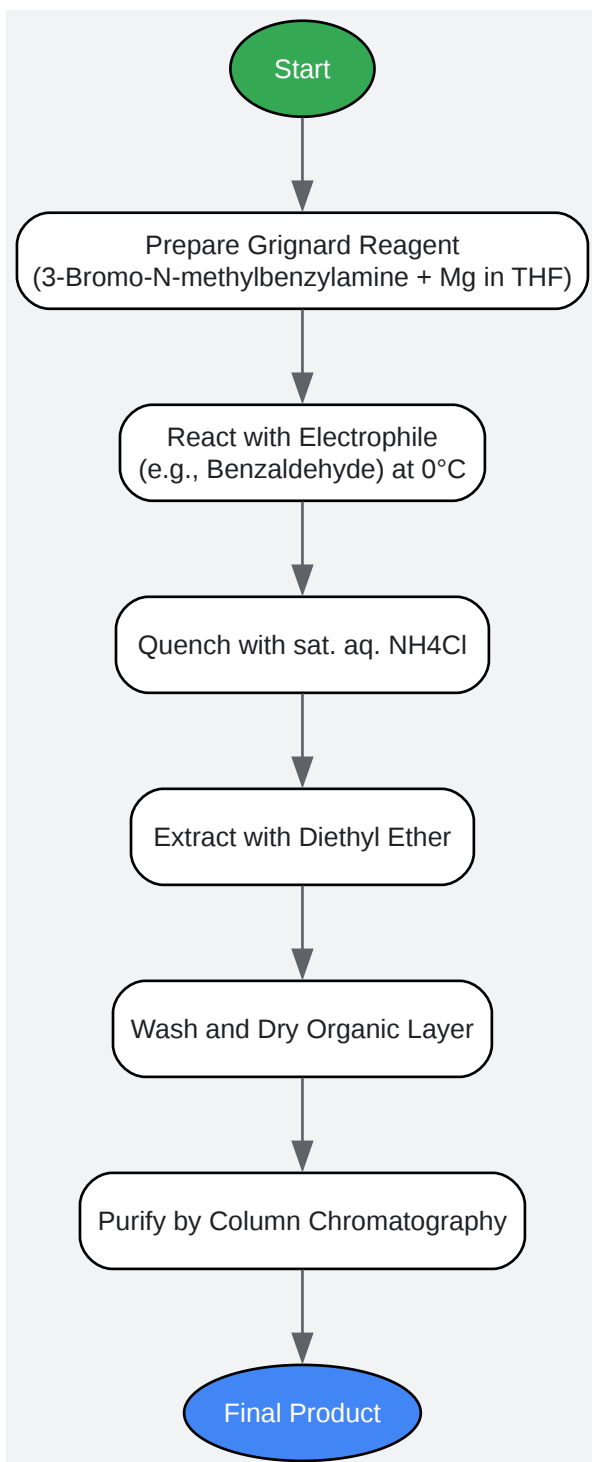 Start
Prepare Grignard Reagent
(3-Bromo-N-methylbenzylamine + Mg in THF)
React with Electrophile
(e.g., Benzaldehyde) at 0°C
Quench with sat. aq. NH4Cl
Extract with Diethyl Ether
Wash and Dry Organic Layer
Purify by Column Chromatography
Final Product